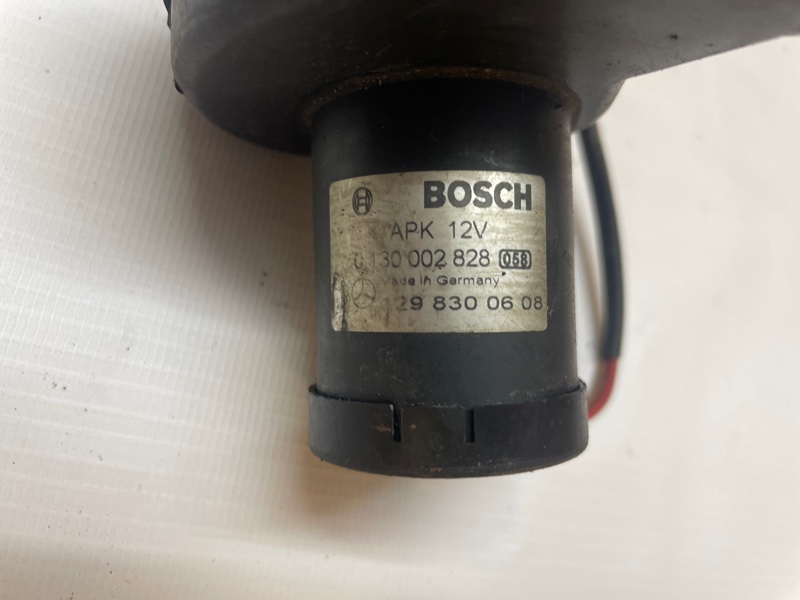 BOSCH
APK 12V
0 130 002 828 058
Made in Germany
129 830 06 08